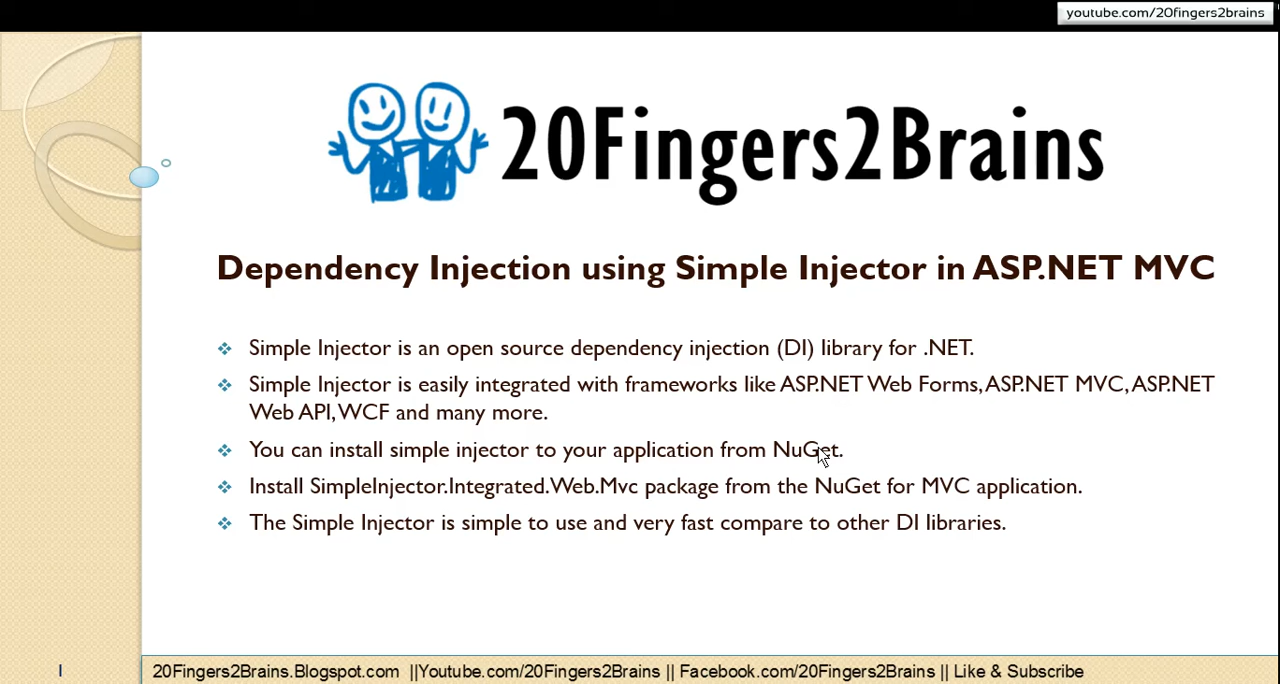 youtube.com/20fingers2brains
20Fingers2Brains
Dependency Injection using Simple Injector in ASP.NET MVC
Simple Injector is an open source dependency injection (DI) library for .NET.
Simple Injector is easily integrated with frameworks like ASP.NET Web Forms, ASP.NET MVC, ASP.NET
Web API, WCF and many more.
You can install simple injector to your application from NuGet.
Install SimpleInjector.Integrated.Web.Mvc package from the NuGet for MVC application.
The Simple Injector is simple to use and very fast compare to other DI libraries.
1
20Fingers2Brains.Blogspot.com ||Youtube.com/20Fingers2Brains || Facebook.com/20Fingers2Brains || Like & Subscribe